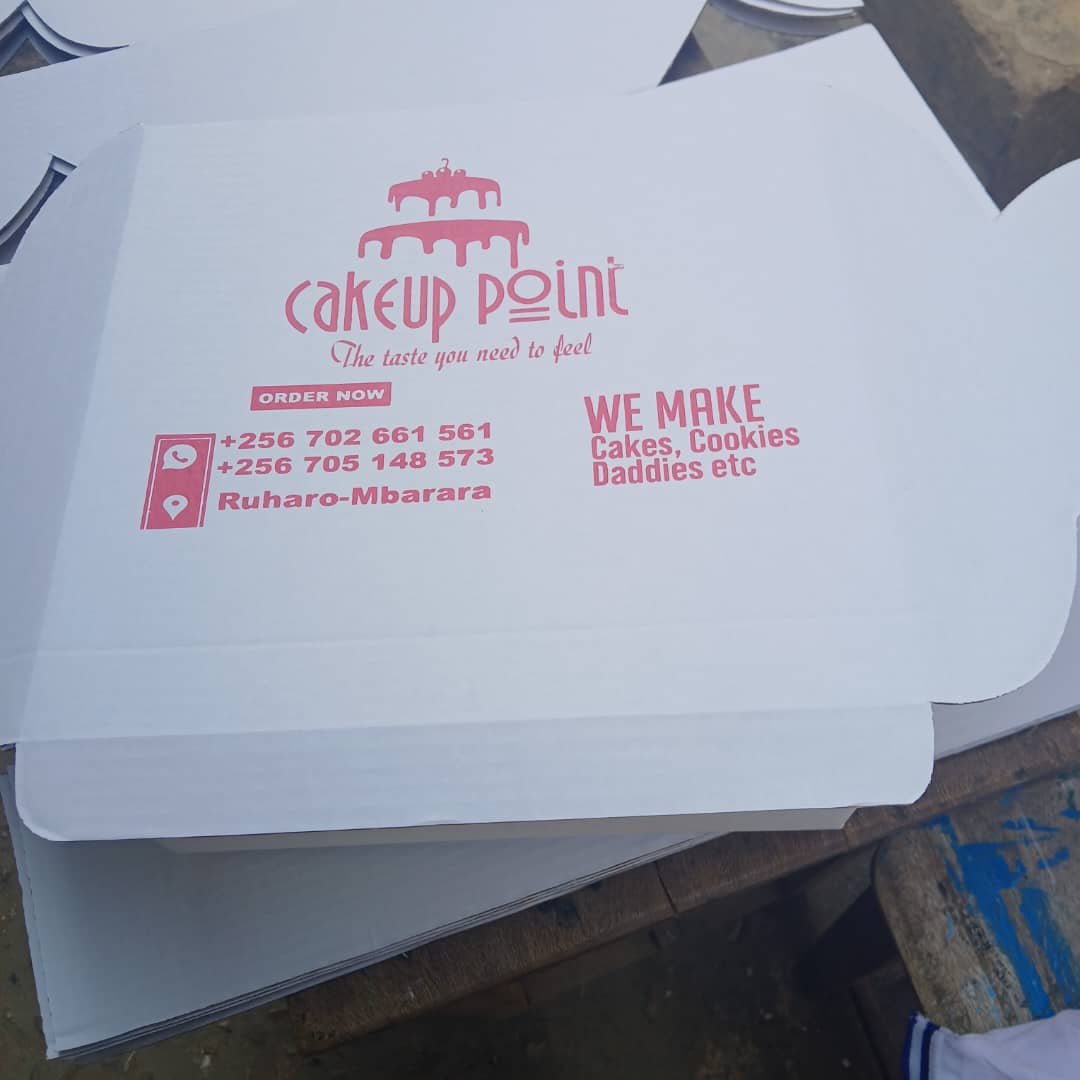 cakeup point
The taste you need to feel
ORDER NOW
+256 702 661 561
+256 705 148 573
Ruharo-Mbarara
WE MAKE
Cakes, Cookies
Daddies etc